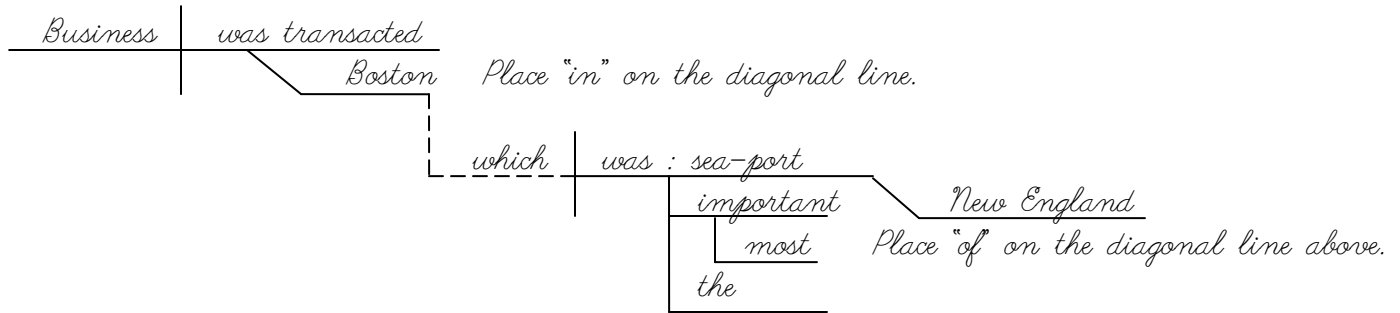 Business was transacted
Boston Place “in” on the diagonal line.
which was : sea-port
important New England
most Place “of” on the diagonal line above.
the